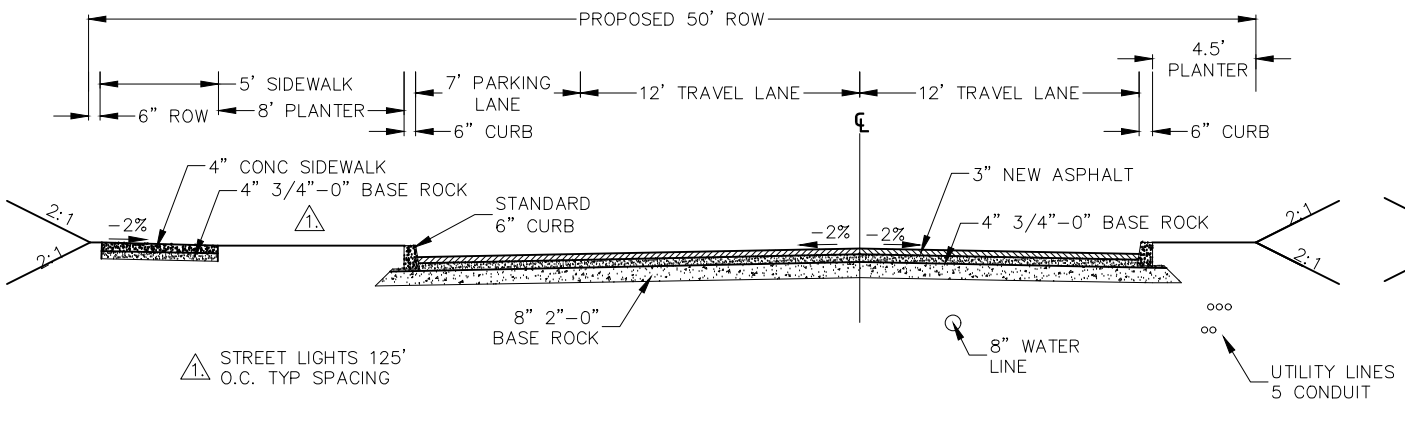 PROPOSED 50' ROW
4.5'
PLANTER
5' SIDEWALK
7' PARKING
LANE
12' TRAVEL LANE
12' TRAVEL LANE
6" ROW
8' PLANTER
6" CURB
6" CURB
℄
4" CONC SIDEWALK
4" 3/4"-0" BASE ROCK
3" NEW ASPHALT
STANDARD
6" CURB
4" 3/4"-0" BASE ROCK
2:1
2:1
-2%
1.
-2%
-2%
2:1
2:1
8" 2"-0"
BASE ROCK
8" WATER
LINE
1.
STREET LIGHTS 125'
O.C. TYP SPACING
UTILITY LINES
5 CONDUIT